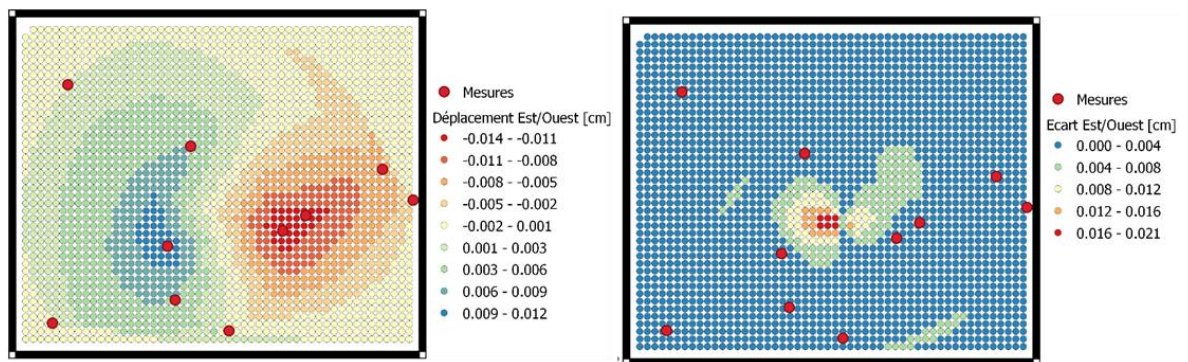 Mesures
Déplacement Est/Ouest [cm]
-0.014 - -0.011
-0.011 - -0.008
-0.008 - -0.005
-0.005 - -0.002
-0.002 - 0.001
0.001 - 0.003
0.003 - 0.006
0.006 - 0.009
0.009 - 0.012
Mesures
Ecart Est/Ouest [cm]
0.000 - 0.004
0.004 - 0.008
0.008 - 0.012
0.012 - 0.016
0.016 - 0.021